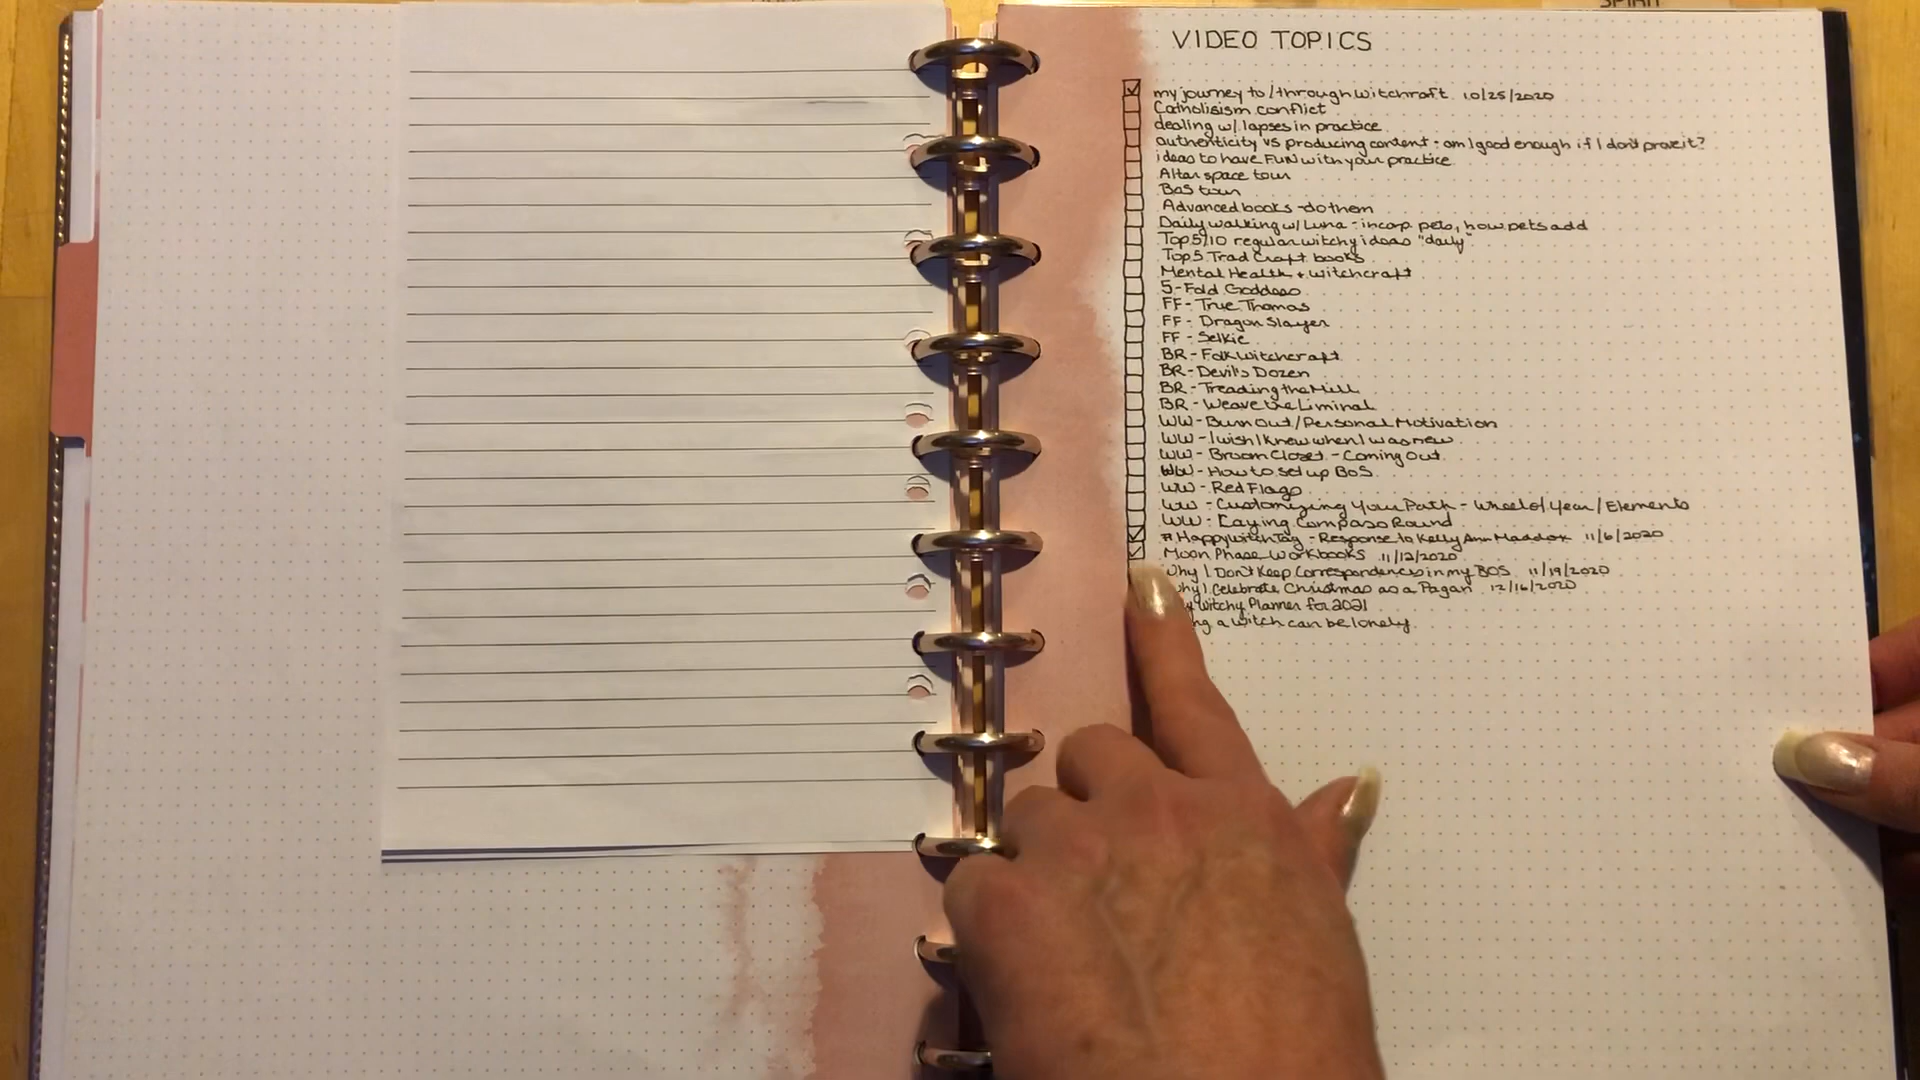 SPIRIT
VIDEO TOPICS
my journey to/through witchraft 10/25/2020
Catholisism conflict
dealing w/ lapses in practice
authenticity vs producing content - am I good enough if I don't prove it?
ideas to have FUN with your practice
Altar space tour
BoS tour
Advanced books - do them
Daily walking w/ Luna - incorp. pets, how pets add
Top 5/10 regular witchy ideas "daily"
Top 5 Trad Craft books
Mental Health + witchcraft
5-Fold Goddess
FF - True Thomas
FF - Dragon Slayer
FF - Selkie
BR - Folk Witchcraft
BR - Devil's Dozen
BR - Treading the Mill
BR - Weave the Liminal
WW - Burn Out/Personal Motivation
WW - I wish I knew when I was new
WW - Broom Closet - Coming Out
WW - How to set up BoS
WW - Red Flags
WW - Customizing Your Path - Wheel of Year/Elements
WW - Laying Compass Round
#HappyWitchTag - Response to Kelly Ann Maddox 11/6/2020
Moon Phase Workbooks 11/12/2020
Why I Don't Keep Correspondences in my BOS 11/19/2020
Why I Celebrate Christmas as a Pagan 12/16/2020
y Witchy Planner for 2021
ng a witch can be lonely